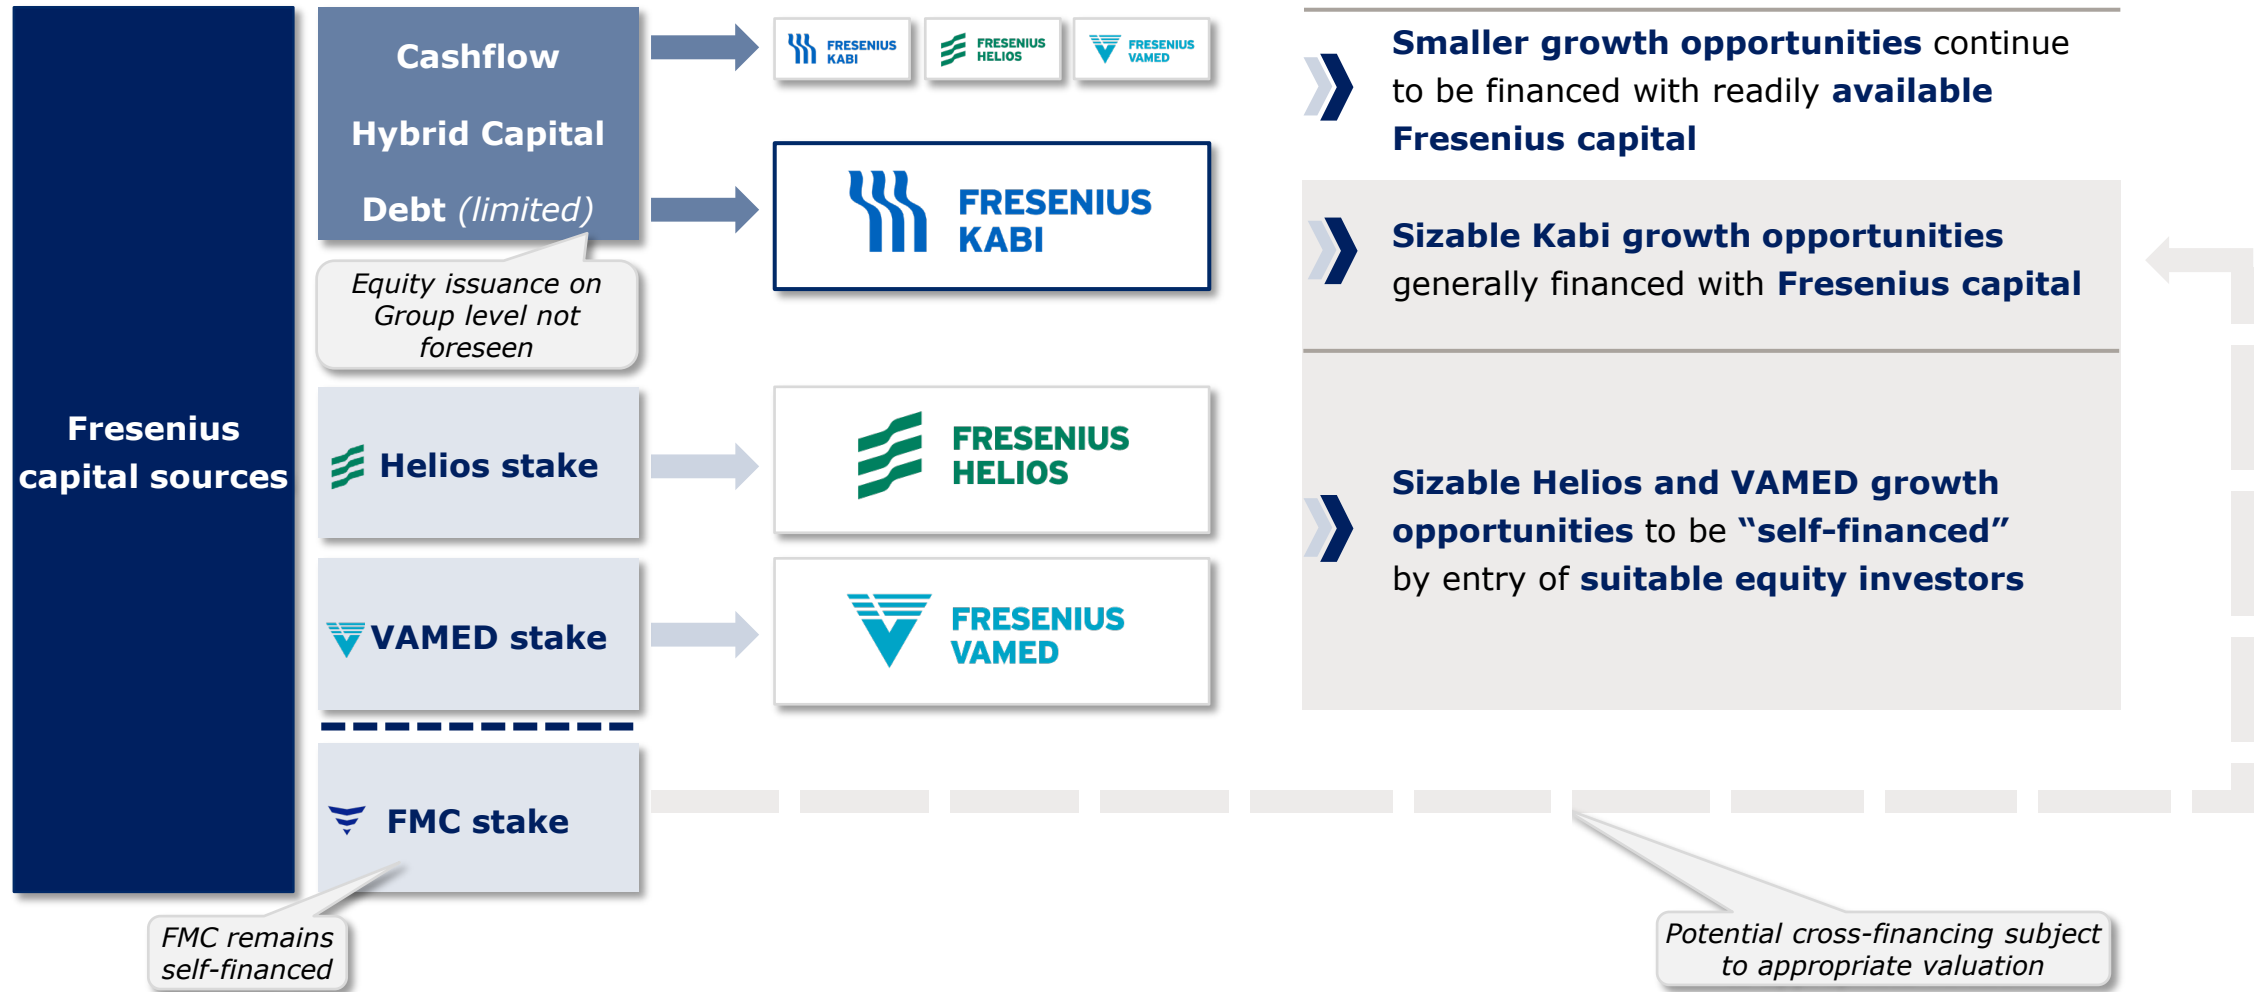 Fresenius
capital sources
Cashflow
Hybrid Capital
Debt (limited)
Equity issuance on
Group level not
foreseen
Helios stake
VAMED stake
FMC stake
FMC remains
self-financed
FRESENIUS
KABI
FRESENIUS
HELIOS
FRESENIUS
VAMED
FRESENIUS
KABI
FRESENIUS
HELIOS
FRESENIUS
VAMED
Smaller growth opportunities continue
to be financed with readily available
Fresenius capital
Sizable Kabi growth opportunities
generally financed with Fresenius capital
Sizable Helios and VAMED growth
opportunities to be “self-financed”
by entry of suitable equity investors
Potential cross-financing subject
to appropriate valuation